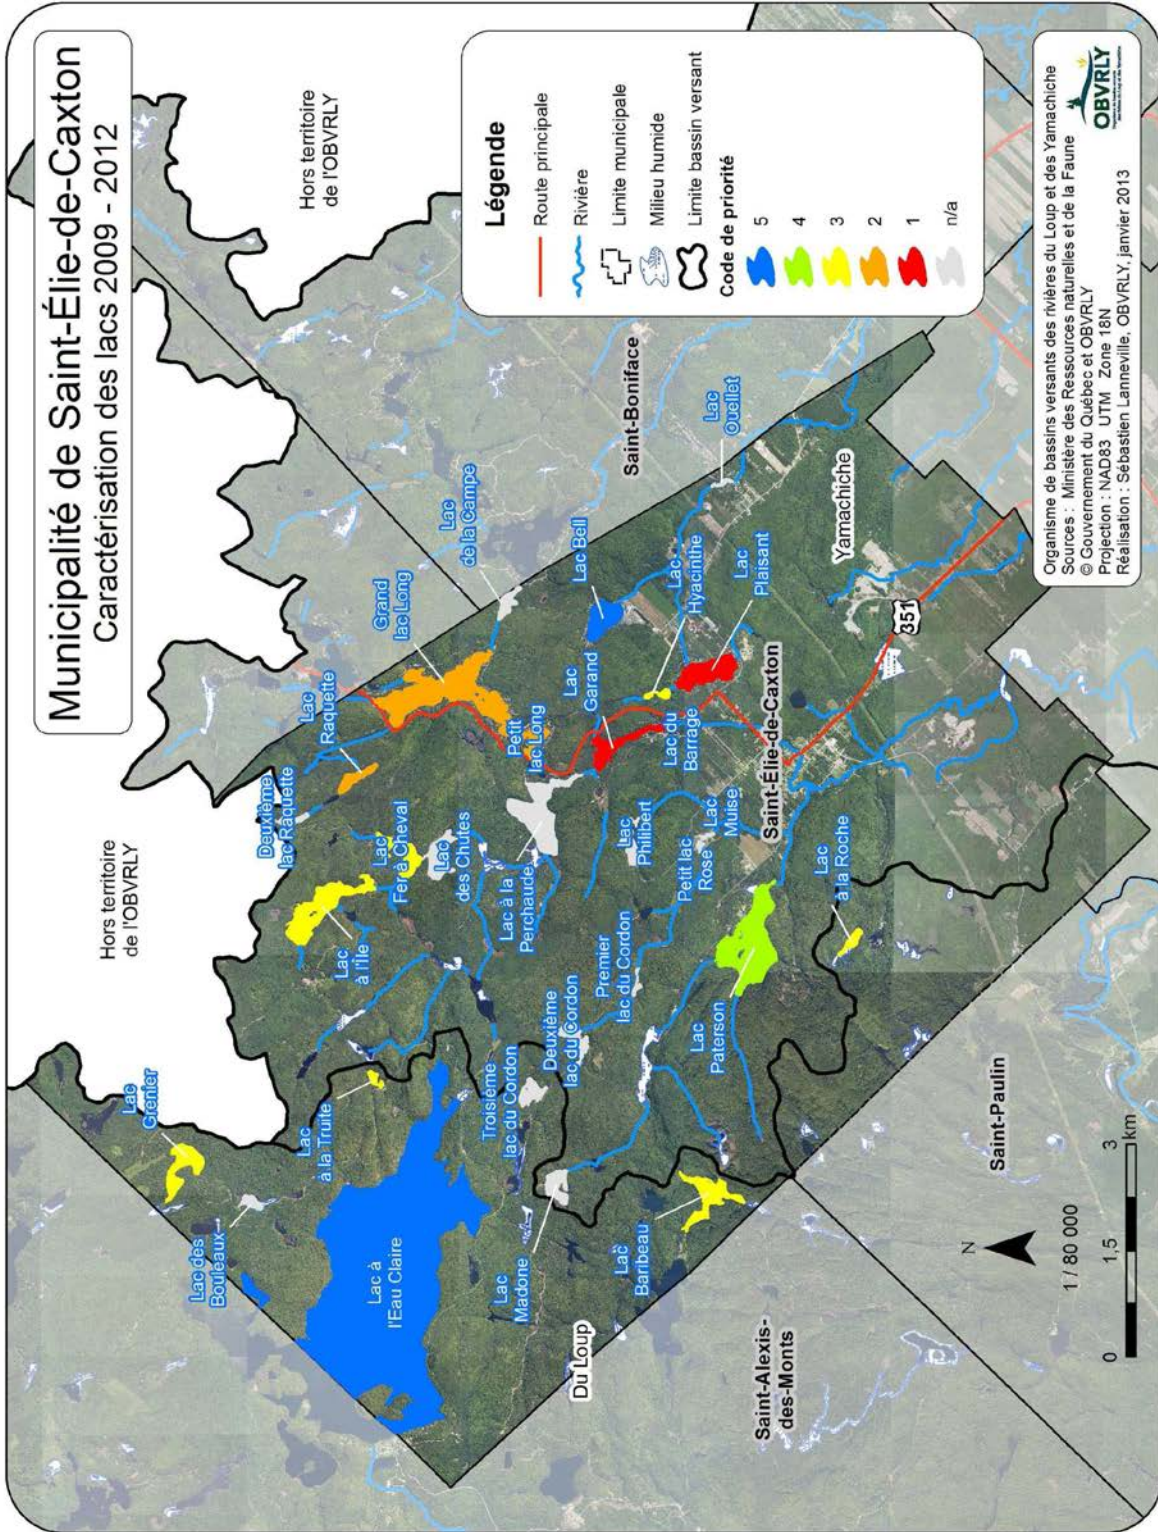 Municipalité de Saint-Élie-de-Caxton
Caractérisation des lacs 2009 - 2012
Hors territoire
de l'OBVRLY
Hors territoire
de l'OBVRLY
Lac
Grenier
Lac des
Bouleaux
Lac
à la Truite
Lac à
l'Eau Claire
Lac
à l'Île
Deuxième
lac Raquette
Lac
Raquette
Lac
Fer à Cheval
Lac
des Chutes
Grand
lac Long
Lac
de la Campe
Petit
lac Long
Lac à la
Perchaude
Troisième
lac du Cordon
Deuxième
lac du Cordon
Premier
lac du Cordon
Lac
Madone
Lac
Baribeau
Du Loup
Lac
Garand
Lac Bell
Lac
Philibert
Lac du
Barrage
Lac
Hyacinthe
Lac
Plaisant
Lac
Ouellet
Petit lac
Rose
Lac
Muise
Lac
Paterson
Lac
à la Roche
Saint-Élie-de-Caxton
Saint-Boniface
Yamachiche
351
Saint-Alexis-
des-Monts
Saint-Paulin
N
1 / 80 000
0 1,5 3
km
Légende
Route principale
Rivière
Limite municipale
Milieu humide
Limite bassin versant
Code de priorité
5
4
3
2
1
n/a
Organisme de bassins versants des rivières du Loup et des Yamachiche
Sources : Ministère des Ressources naturelles et de la Faune
© Gouvernement du Québec et OBVRLY
Projection : NAD83 UTM Zone 18N
Réalisation : Sébastien Lanneville, OBVRLY, janvier 2013
OBVRLY